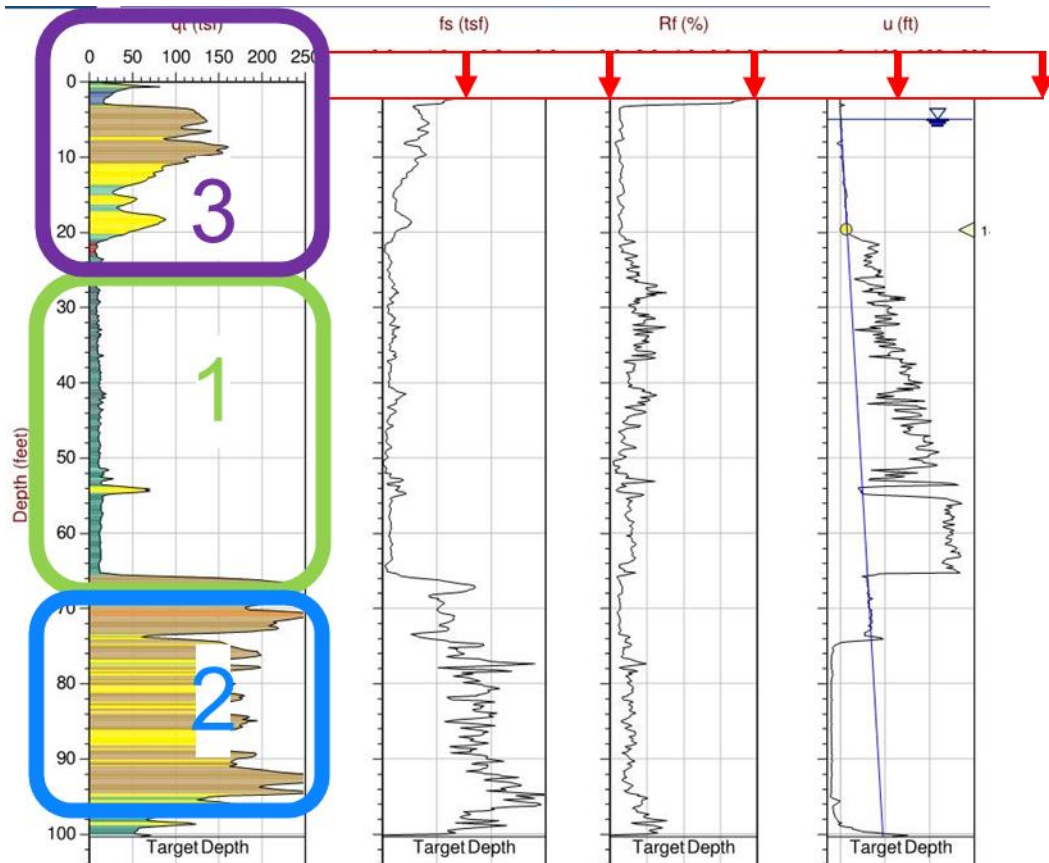 qt (tsf)
fs (tsf)
Rf (%)
u (ft)
0 50 100 150 200 250
0
10
20
30
40
50
60
70
80
90
100
Depth (feet)
3
1
2
Target Depth
Target Depth
Target Depth
Target Depth